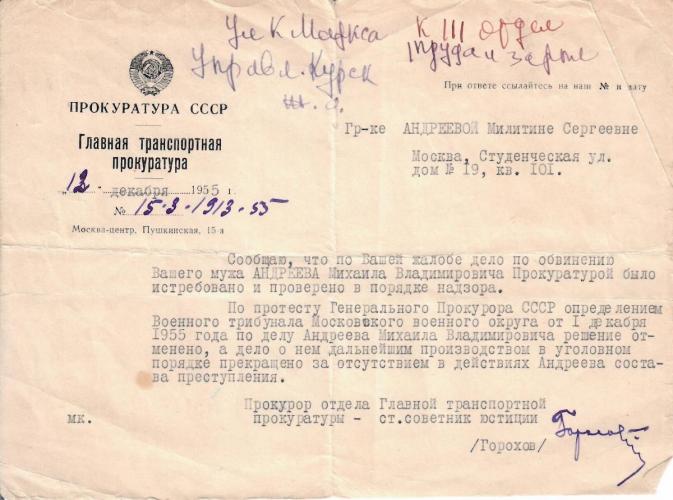 Ул К Маркса
Управл. Курск
ж. д.
К III отдел
труда и зарпл
При ответе ссылайтесь на наш № и дату
ПРОКУРАТУРА СССР
Главная транспортная
прокуратура
„12 - декабря 1955 г.
№ 15-3-1913-55
Москва-центр, Пушкинская, 15-а
Гр-ке АНДРЕЕВОЙ Милитине Сергеевне
Москва, Студенческая ул.
дом № 19, кв. 101.
Сообщаю, что по Вашей жалобе дело по обвинению
Вашего мужа АНДРЕЕВА Михаила Владимировича Прокуратурой было
истребовано и проверено в порядке надзора.
По протесту Генерального Прокурора СССР определением
Военного трибунала Московского военного округа от I декабря
1955 года по делу Андреева Михаила Владимировича решение от-
менено, а дело о нем дальнейшим производством в уголовном
порядке прекращено за отсутствием в действиях Андреева соста-
ва преступления.
Прокурор отдела Главной транспортной
прокуратуры - ст.советник юстиции
/Горохов/
мк.